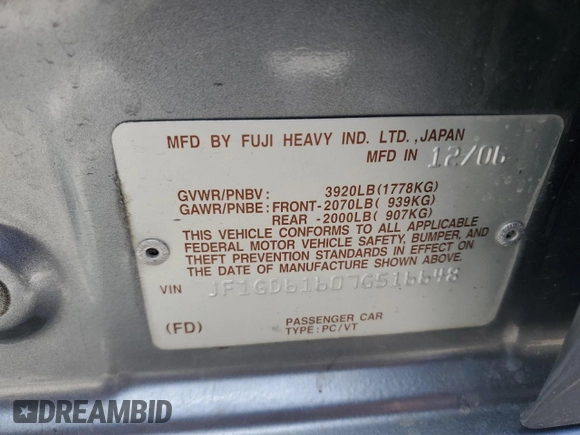 MFD BY FUJI HEAVY IND. LTD.,JAPAN
MFD IN 12/06
GVWR/PNBV: 3920LB(1778KG)
GAWR/PNBE: FRONT-2070LB( 939KG)
REAR -2000LB( 907KG)
THIS VEHICLE CONFORMS TO ALL APPLICABLE
FEDERAL MOTOR VEHICLE SAFETY, BUMPER, AND
THEFT PREVENTION STANDARDS IN EFFECT ON
THE DATE OF MANUFACTURE SHOWN ABOVE.
VIN JF1GD61607G516648
(FD) PASSENGER CAR
TYPE: PC/VT
DREAMBID